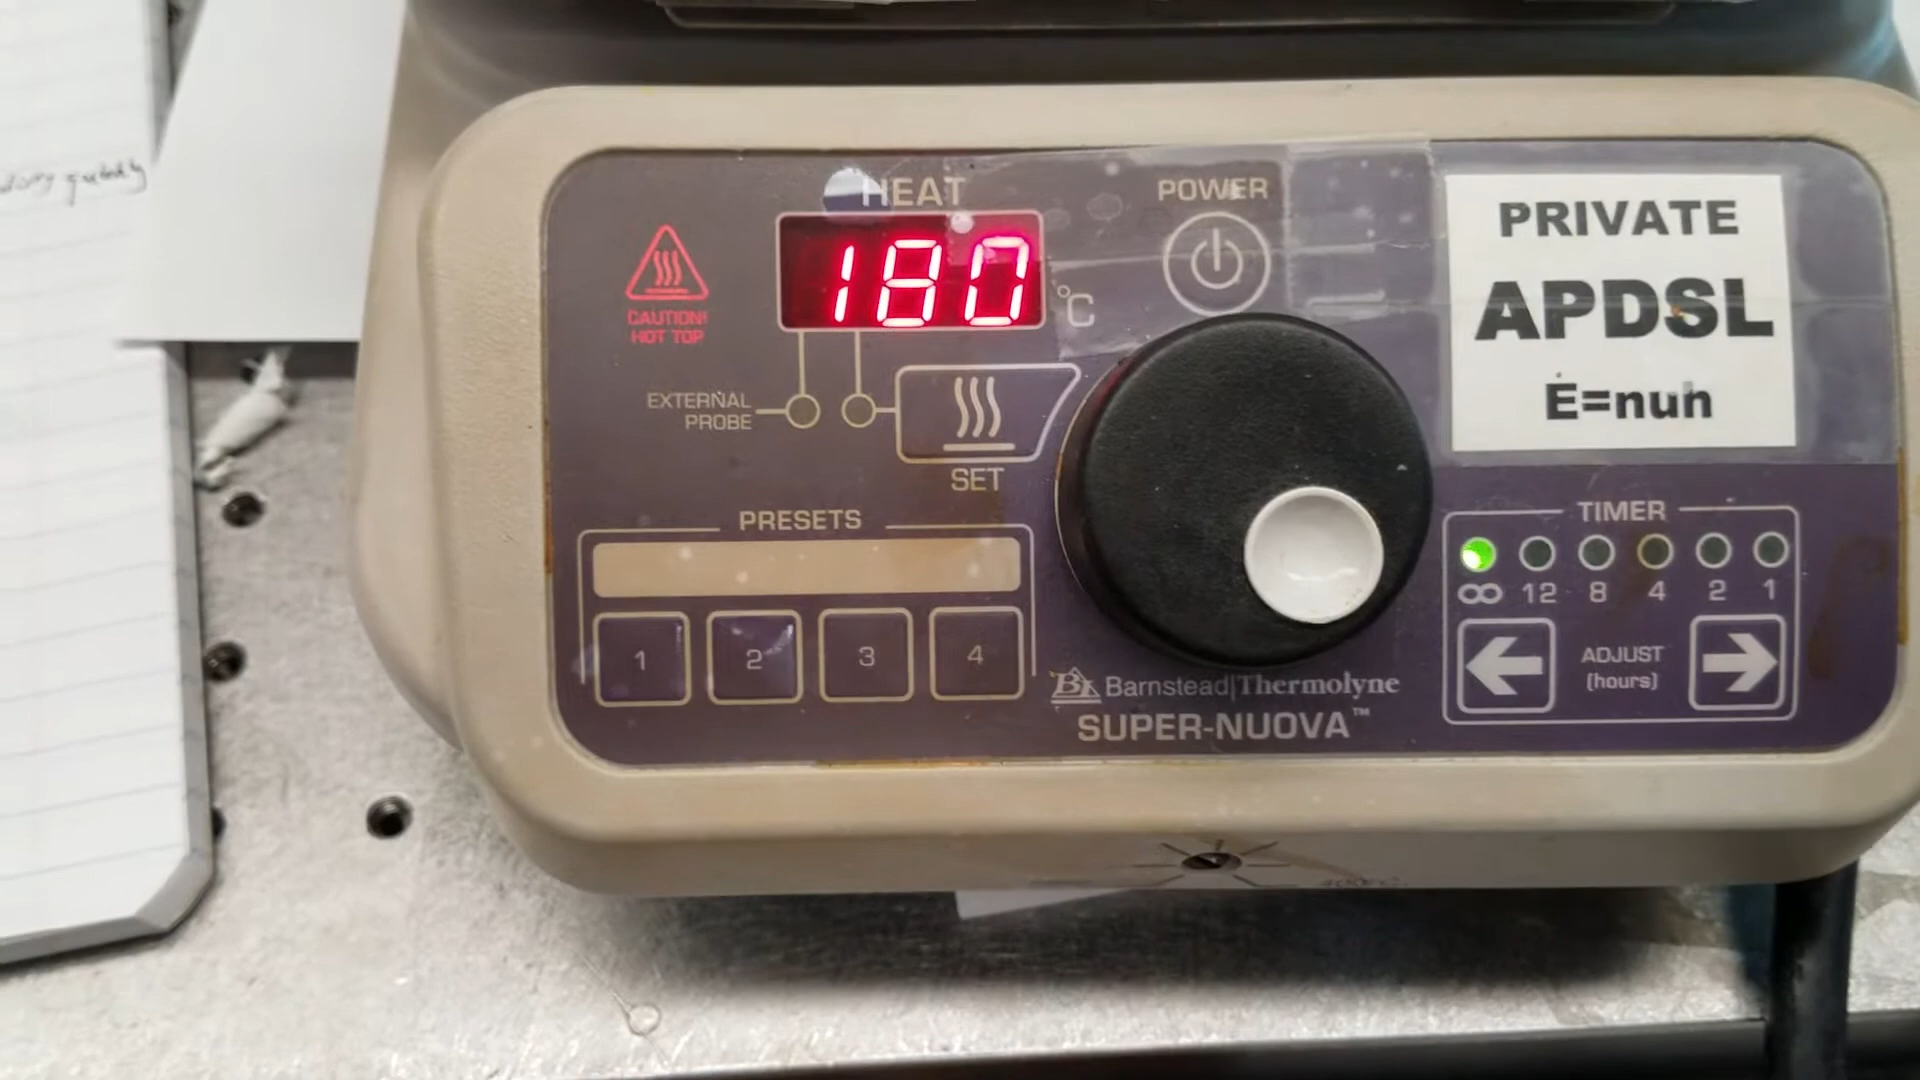 HEAT
180
°C
POWER
CAUTION!
HOT TOP
EXTERNAL
PROBE
SET
PRESETS
1 2 3 4
Barnstead|Thermolyne
SUPER-NUOVA™
PRIVATE
APDSL
E=nuh
TIMER
∞ 12 8 4 2 1
ADJUST
(hours)